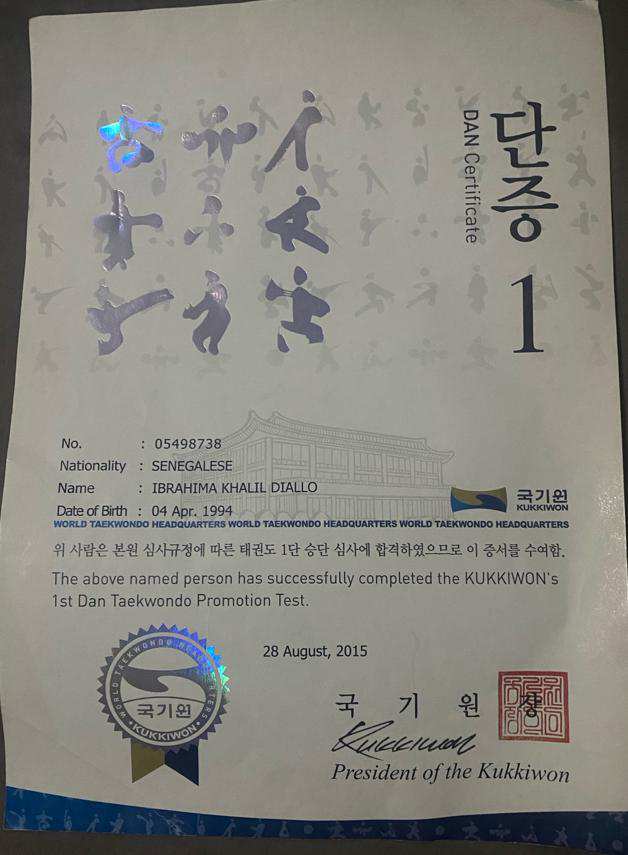 단증
DAN Certificate
1
No. : 05498738
Nationality : SENEGALESE
Name : IBRAHIMA KHALIL DIALLO
Date of Birth : 04 Apr. 1994
국기원
KUKKIWON
WORLD TAEKWONDO HEADQUARTERS WORLD TAEKWONDO HEADQUARTERS WORLD TAEKWONDO HEADQUARTERS
위 사람은 본원 심사규정에 따른 태권도 1단 승단 심사에 합격하였으므로 이 증서를 수여함.
The above named person has successfully completed the KUKKIWON's
1st Dan Taekwondo Promotion Test.
28 August, 2015
WORLD TAEKWONDO HEADQUARTERS
국기원
KUKKIWON
국 기 원 장
Kukkiwon
President of the Kukkiwon